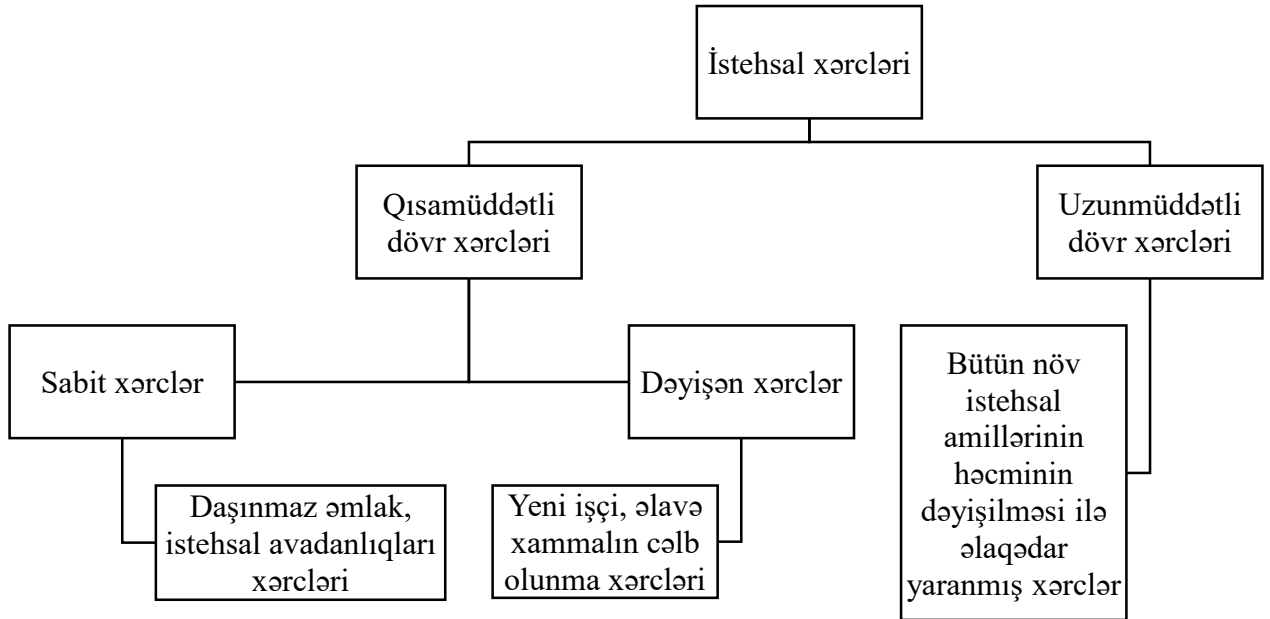 İstehsal xərcləri
Qısamüddətli
dövr xərcləri
Uzunmüddətli
dövr xərcləri
Sabit xərclər
Dəyişən xərclər
Bütün növ
istehsal
amillərinin
həcminin
dəyişilməsi ilə
əlaqədar
yaranmış xərclər
Daşınmaz əmlak,
istehsal avadanlıqları
xərcləri
Yeni işçi, əlavə
xammalın cəlb
olunma xərcləri